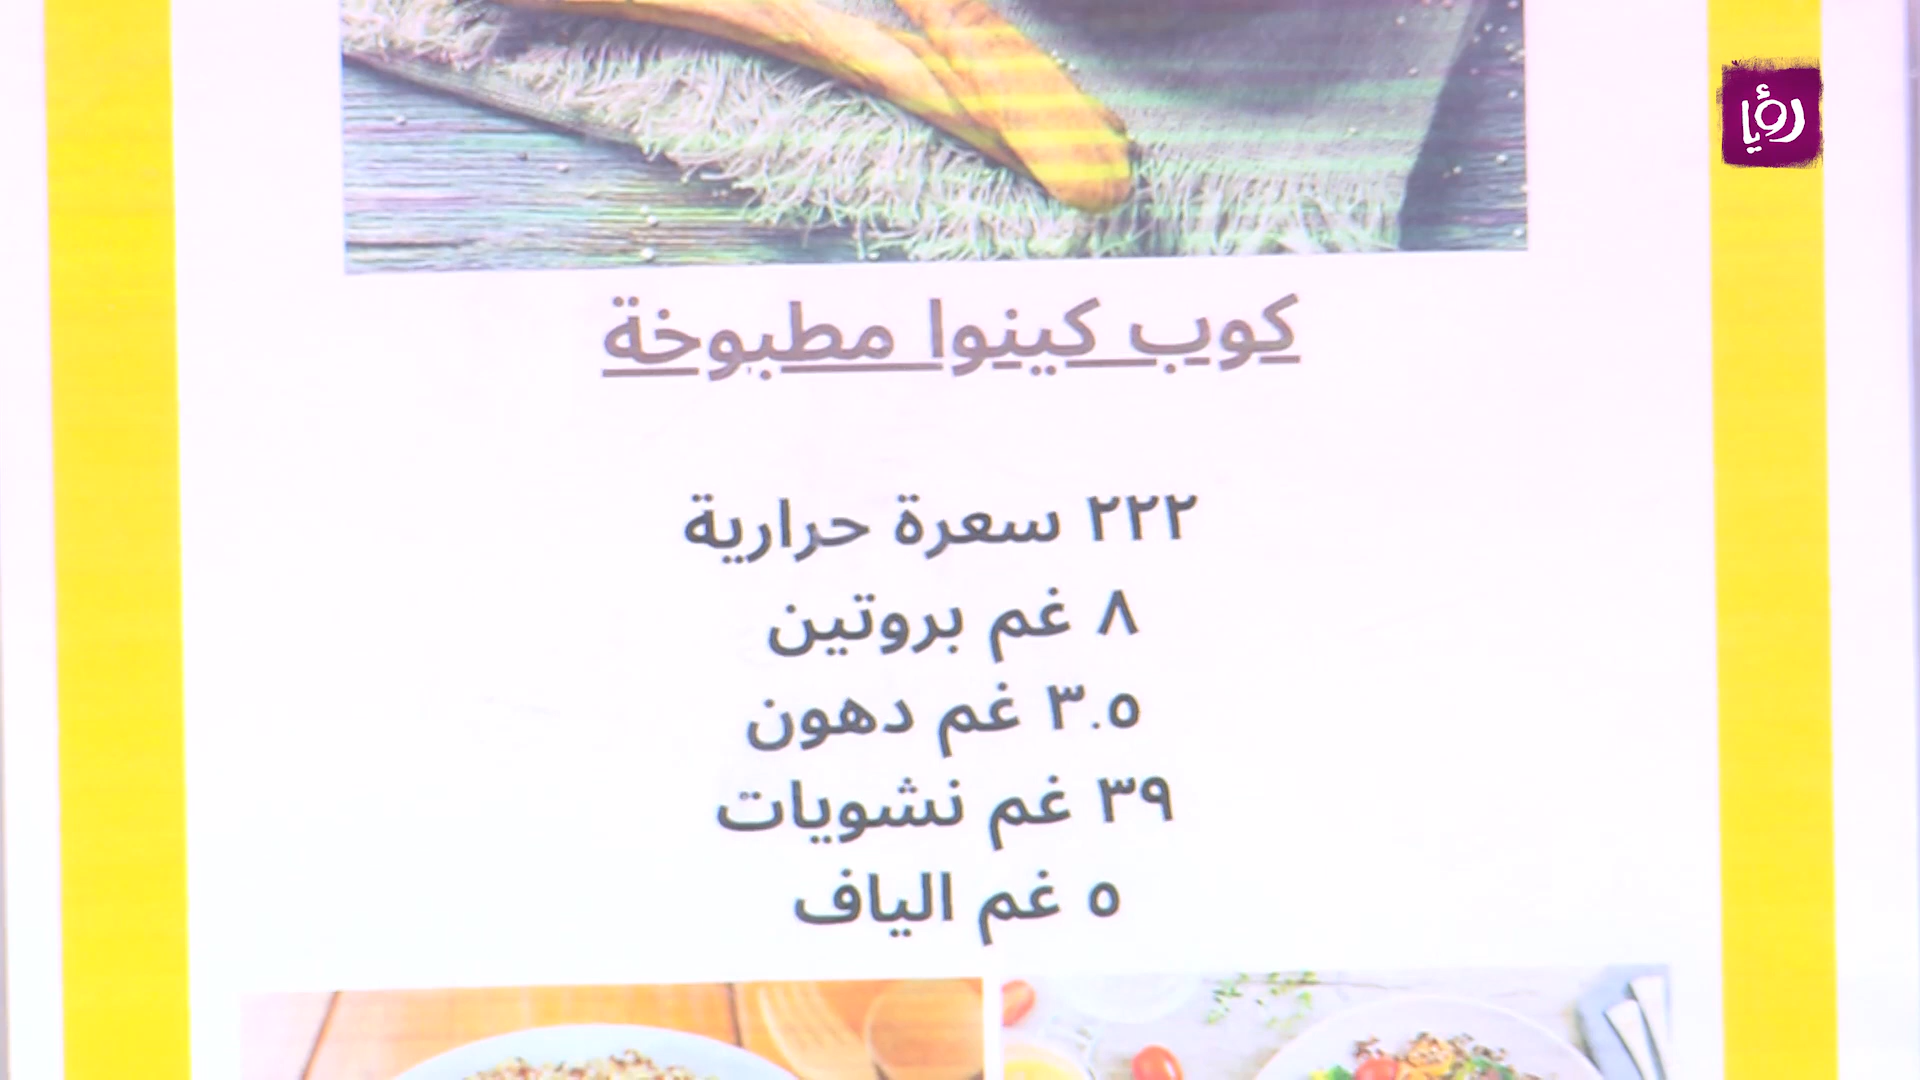 رؤيا
كوب كينوا مطبوخة
٢٢٢ سعرة حرارية
٨ غم بروتين
٣.٥ غم دهون
٣٩ غم نشويات
٥ غم الياف